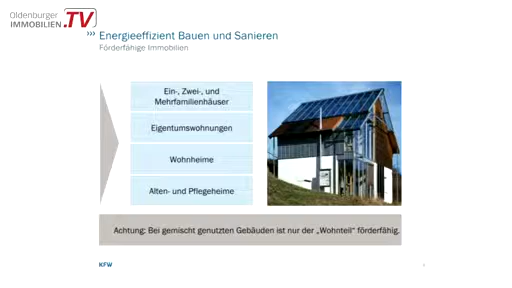 Oldenburger
IMMOBILIEN.TV
››› Energieeffizient Bauen und Sanieren
Förderfähige Immobilien
Ein-, Zwei-, und
Mehrfamilienhäuser
Eigentumswohnungen
Wohnheime
Alten- und Pflegeheime
Achtung: Bei gemischt genutzten Gebäuden ist nur der „Wohnteil“ förderfähig.
KFW